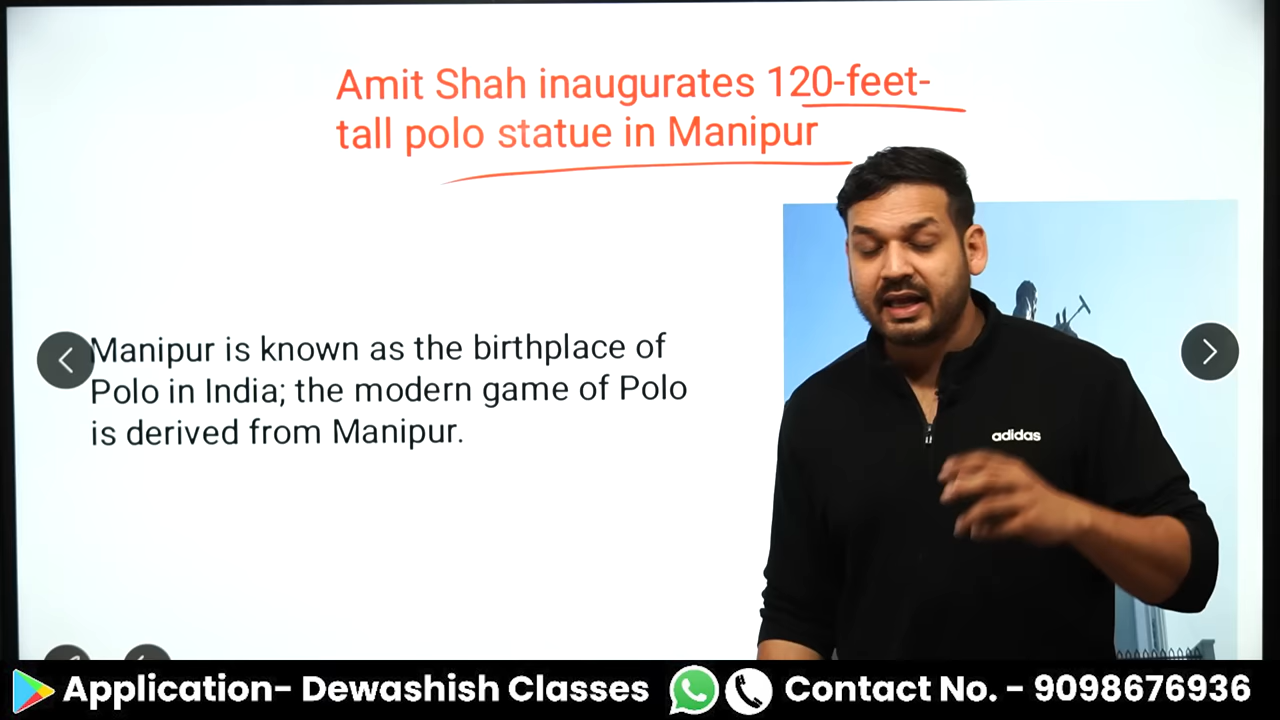 Amit Shah inaugurates 120-feet-
tall polo statue in Manipur
Manipur is known as the birthplace of
Polo in India; the modern game of Polo
is derived from Manipur.
adidas
Application- Dewashish Classes
Contact No. - 9098676936